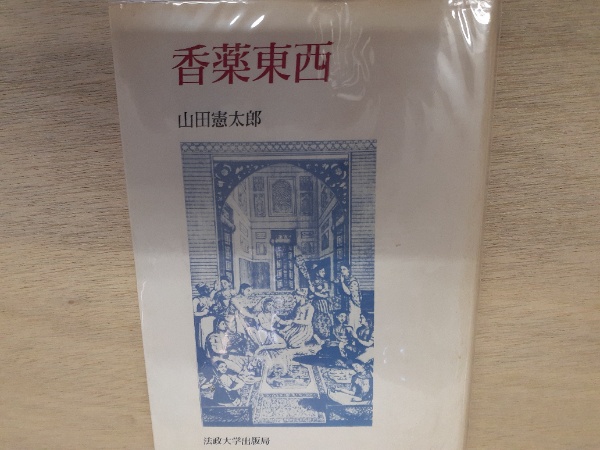 香薬東西
山田憲太郎
法政大学出版局